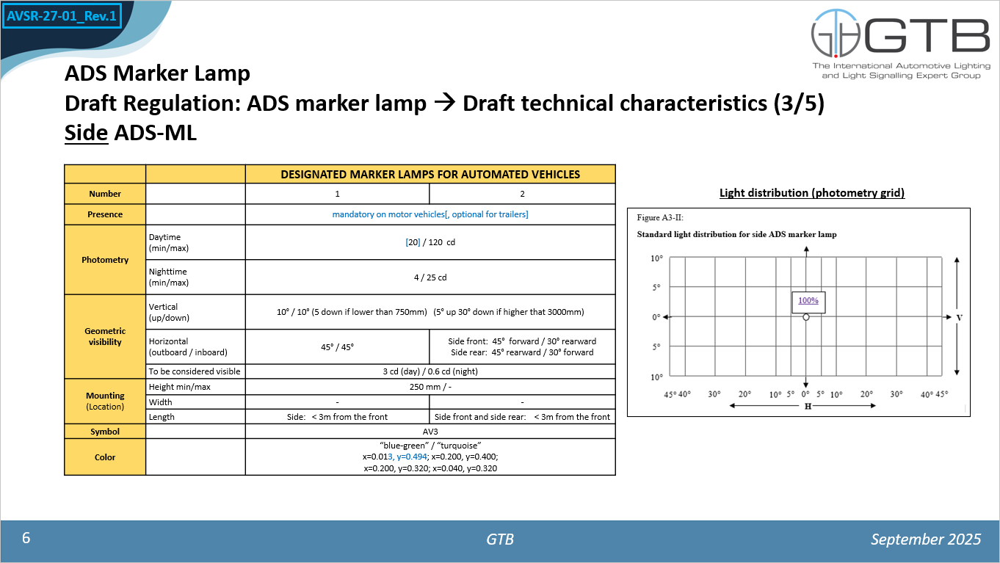 AVSR-27-01_Rev.1
GTB
The International Automotive Lighting
and Light Signalling Expert Group
ADS Marker Lamp
Draft Regulation: ADS marker lamp → Draft technical characteristics (3/5)
Side ADS-ML
DESIGNATED MARKER LAMPS FOR AUTOMATED VEHICLES
Number 1 2
Presence mandatory on motor vehicles[, optional for trailers]
Photometry
Daytime
(min/max)
[20] / 120 cd
Nighttime
(min/max)
4 / 25 cd
Geometric
visibility
Vertical
(up/down)
10° / 10° (5 down if lower than 750mm) (5° up 30° down if higher that 3000mm)
Horizontal
(outboard / inboard)
45° / 45°
Side front: 45° forward / 30° rearward
Side rear: 45° rearward / 30° forward
To be considered visible 3 cd (day) / 0.6 cd (night)
Mounting
(Location)
Height min/max 250 mm / -
Width - -
Length Side: < 3m from the front Side front and side rear: < 3m from the front
Symbol AV3
Color
"blue-green" / "turquoise"
x=0.013, y=0.494; x=0.200, y=0.400;
x=0.200, y=0.320; x=0.040, y=0.320
Light distribution (photometry grid)
Figure A3-II:
Standard light distribution for side ADS marker lamp
10°
5°
100%
0° V
5°
10°
45° 40° 30° 20° 10° 5° 0° 5° 10° 20° 30° 40° 45°
H
6 GTB September 2025